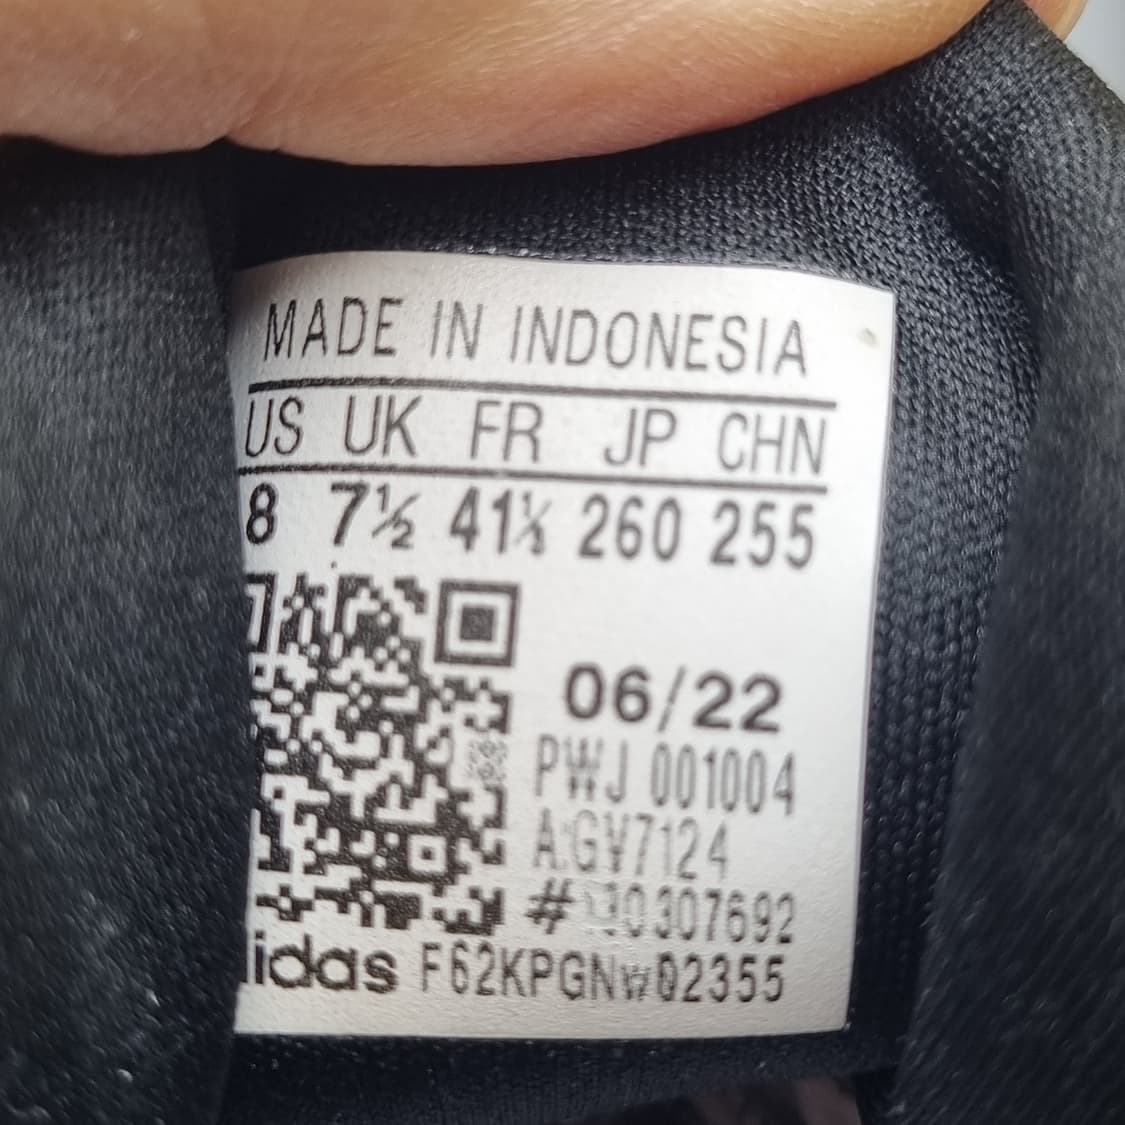 MADE IN INDONESIA
US UK FR JP CHN
8 7½ 41⅓ 260 255
06/22
PWJ 001004
A:GV7124
idas F62KPGNw02355